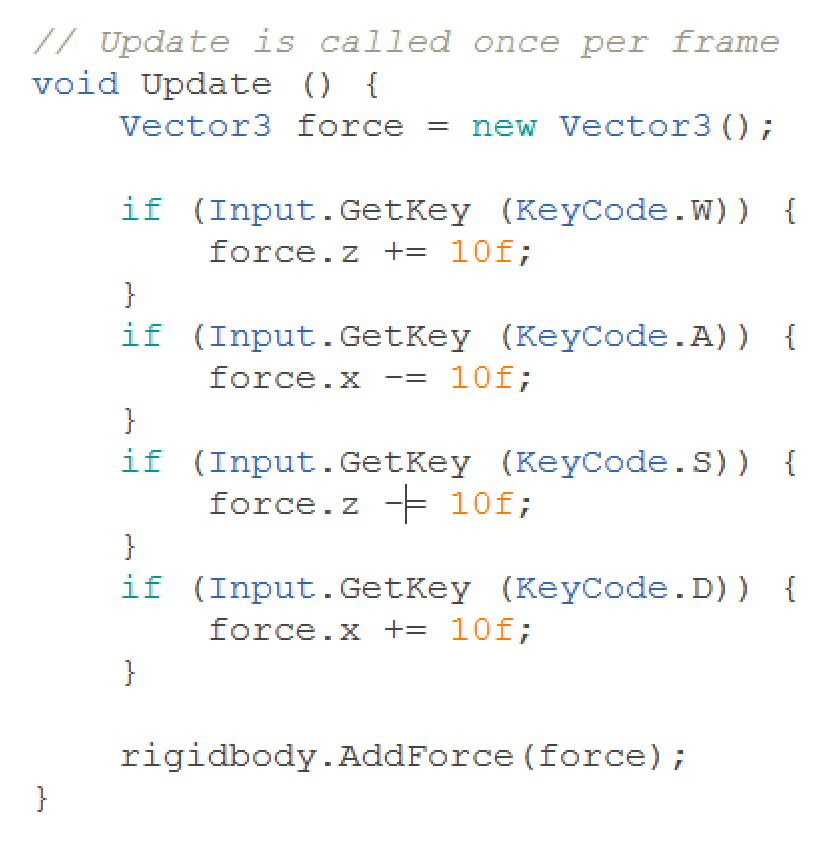 // Update is called once per frame
void Update () {
    Vector3 force = new Vector3();

    if (Input.GetKey (KeyCode.W)) {
        force.z += 10f;
    }
    if (Input.GetKey (KeyCode.A)) {
        force.x -= 10f;
    }
    if (Input.GetKey (KeyCode.S)) {
        force.z -= 10f;
    }
    if (Input.GetKey (KeyCode.D)) {
        force.x += 10f;
    }

    rigidbody.AddForce(force);
}